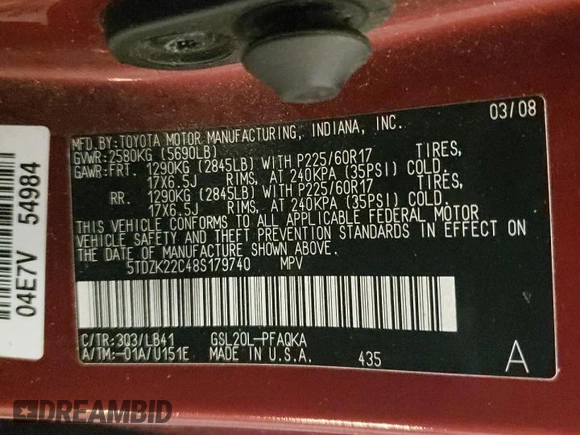 MFD.BY:TOYOTA MOTOR MANUFACTURING, INDIANA, INC. 03/08
GVWR:2580KG (5690LB)
GAWR:FRT. 1290KG (2845LB) WITH P225/60R17 TIRES
17X6.5J RIMS, AT 240KPA (35PSI) COLD.
RR. 1290KG (2845LB) WITH P225/60R17 TIRES
17X6.5J RIMS, AT 240KPA (35PSI) COLD.
THIS VEHICLE CONFORMS TO ALL APPLICABLE FEDERAL MOTOR
VEHICLE SAFETY AND THEFT PREVENTION STANDARDS IN EFFECT ON
THE DATE OF MANUFACTURE SHOWN ABOVE.
5TDZK22C48S179740 MPV
C/TR:3Q3/LB41 GSL20L-PFAQKA
A/TM:-01A/U151E MADE IN U.S.A. 435 A
04E7V 54984
DREAMBID